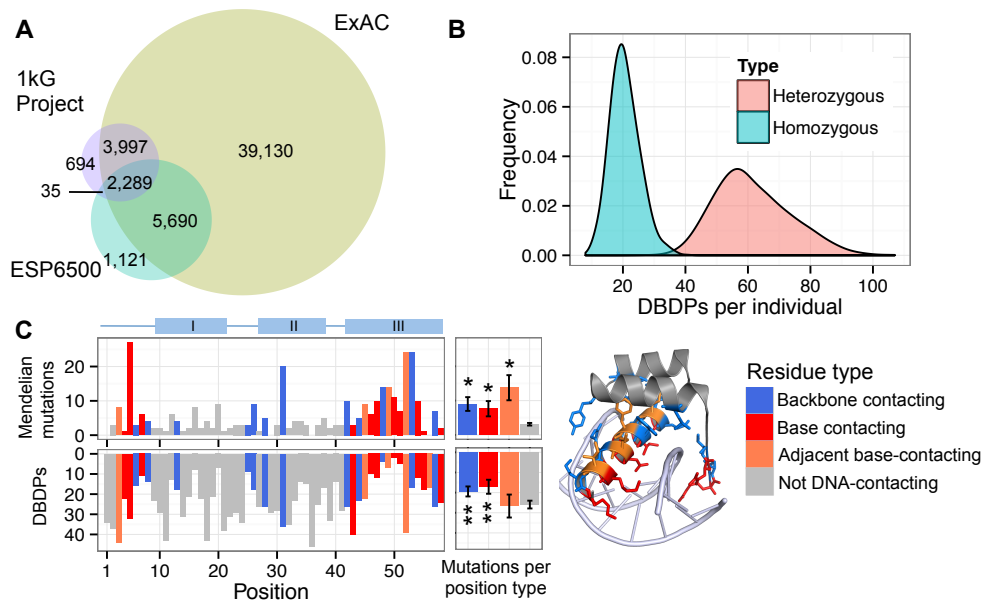 A
ExAC
1kG
Project
3,997
694
39,130
2,289
35
5,690
ESP6500
1,121
B
Frequency
0.08
0.06
0.04
0.02
0.00
Type
Heterozygous
Homozygous
20
40
60
80
100
DBDPs per individual
C
I
II
III
Mendelian
mutations
20
10
0
*
*
*
DBDPs
0
10
20
30
40
**
**
1
10
20
30
40
50
Position
Mutations per
position type
Residue type
Backbone contacting
Base contacting
Adjacent base-contacting
Not DNA-contacting